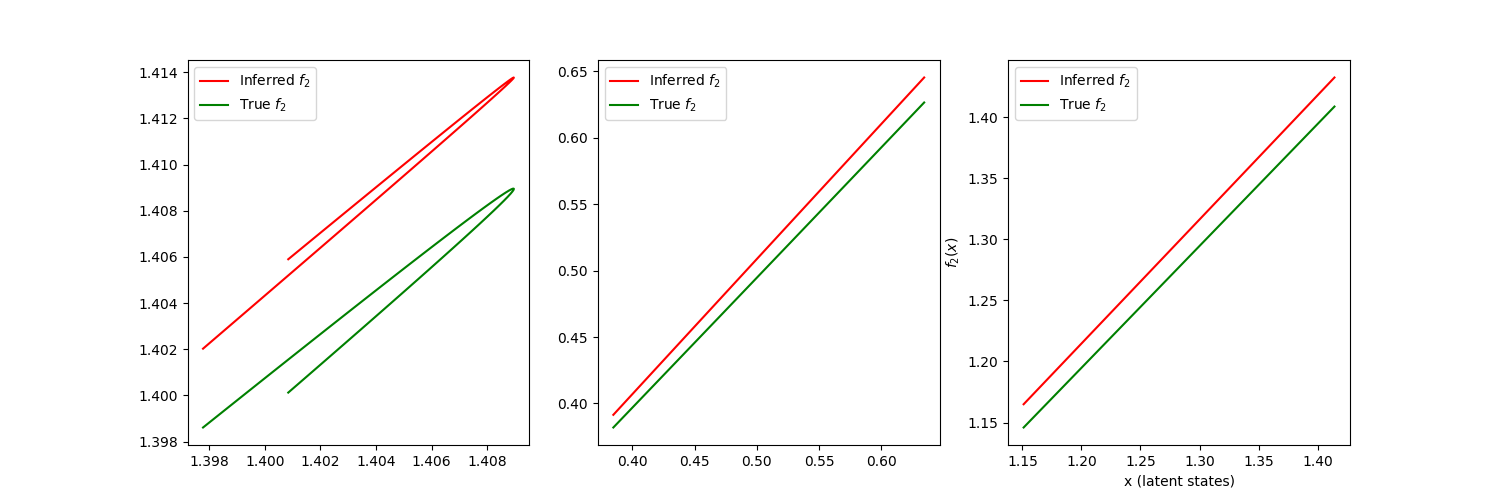 Inferred f₂
True f₂
1.414
1.412
1.410
1.408
1.406
1.404
1.402
1.400
1.398
1.398 1.400 1.402 1.404 1.406 1.408
Inferred f₂
True f₂
0.65
0.60
0.55
0.50
0.45
0.40
0.40 0.45 0.50 0.55 0.60
Inferred f₂
True f₂
f₂(x)
1.40
1.35
1.30
1.25
1.20
1.15
1.15 1.20 1.25 1.30 1.35 1.40
x (latent states)